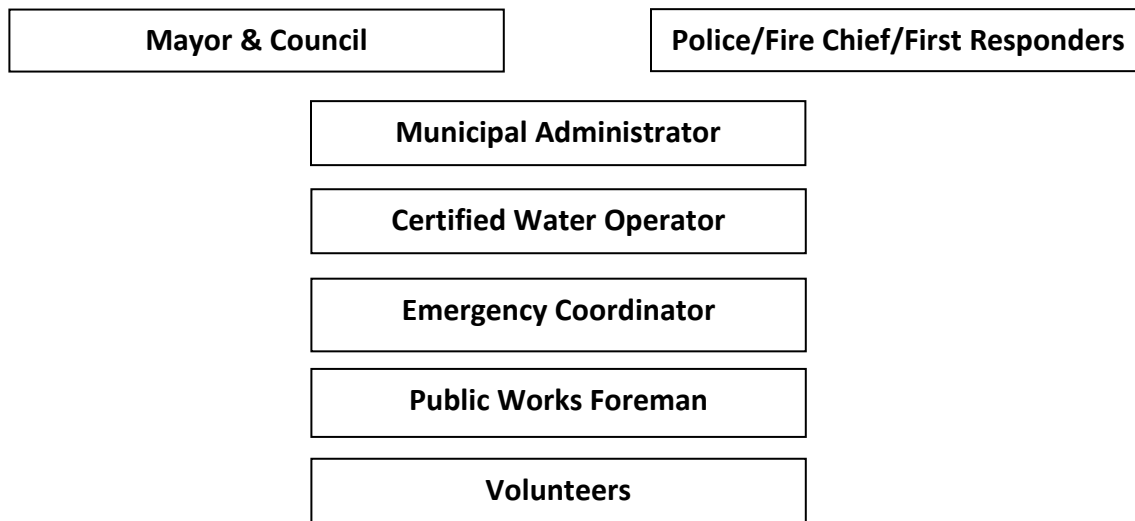 Mayor & Council
Police/Fire Chief/First Responders
Municipal Administrator
Certified Water Operator
Emergency Coordinator
Public Works Foreman
Volunteers